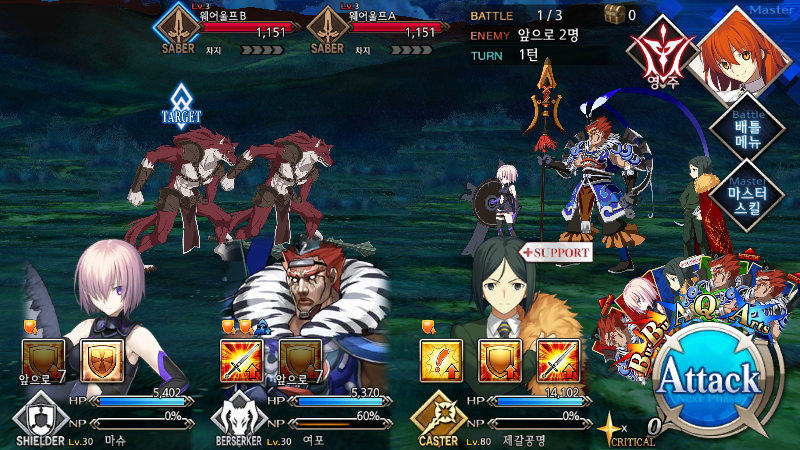 Lv.3
웨어울프B
1,151
SABER
차지
Lv.3
웨어울프A
1,151
SABER
차지
BATTLE 1/3
0
ENEMY 앞으로 2명
TURN 1턴
영주
Master
Battle
배틀
메뉴
Master
마스터
스킬
TARGET
+SUPPORT
앞으로 7
앞으로 7
HP 5,402
NP 0%
SHIELDER Lv.30 마슈
HP 5,370
NP 60%
BERSERKER Lv.30 여포
HP 14,102
NP 0%
CASTER Lv.80 제갈공명
Bu
Bu
A
Q
Arts
Attack
Next Phase
x 0
CRITICAL